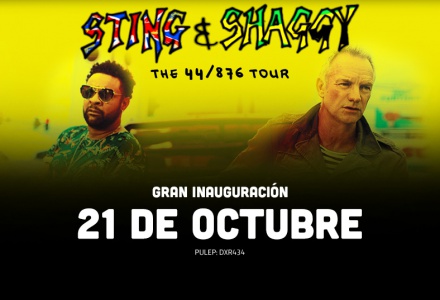 STING & SHAGGY
THE 44/876 TOUR
GRAN INAUGURACIÓN
21 DE OCTUBRE
PULEP: DXR434